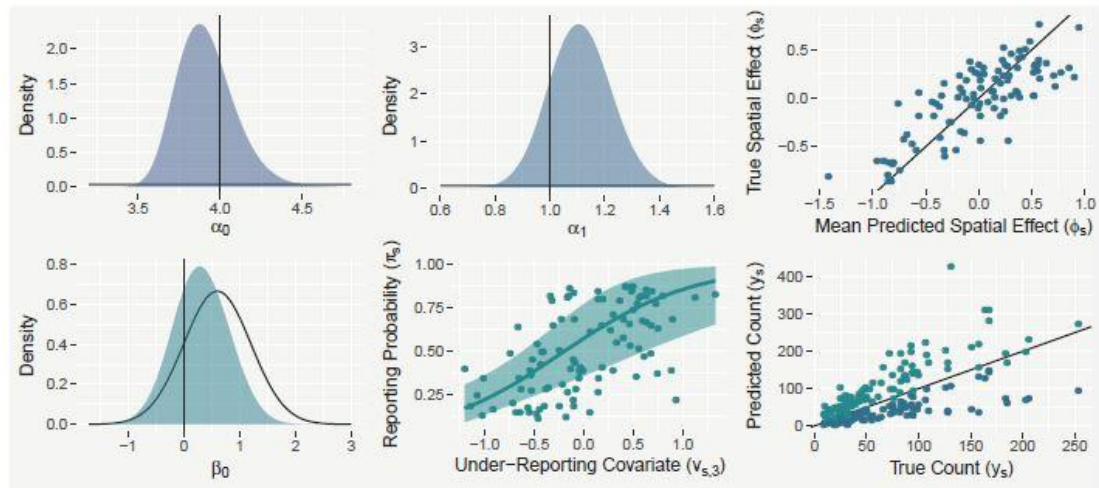 Density
2.0
1.5
1.0
0.5
0.0
3.5 4.0 4.5
α₀
Density
3
2
1
0
0.6 0.8 1.0 1.2 1.4 1.6
α₁
True Spatial Effect (ϕₛ)
0.5
0.0
−0.5
−1.5 −1.0 −0.5 0.0 0.5 1.0
Mean Predicted Spatial Effect (ϕₛ)
Density
0.8
0.6
0.4
0.2
0.0
−1 0 1 2 3
β₀
Reporting Probability (πₛ)
1.00
0.75
0.50
0.25
−1.0 −0.5 0.0 0.5 1.0
Under−Reporting Covariate (vₛ,₃)
Predicted Count (yₛ)
400
300
200
100
0
0 50 100 150 200 250
True Count (yₛ)